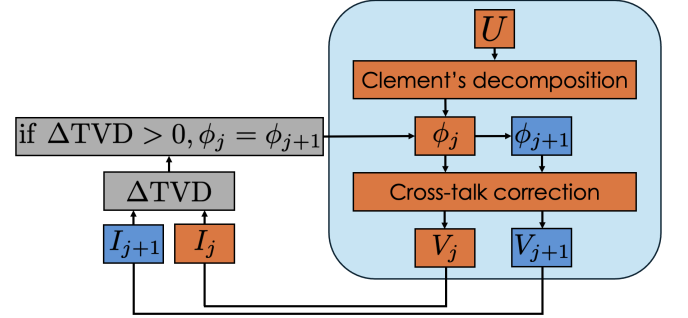 U
Clement's decomposition
if ΔTVD > 0, ϕ_j = ϕ_{j+1}
ϕ_j
ϕ_{j+1}
ΔTVD
Cross-talk correction
I_{j+1}
I_j
V_j
V_{j+1}